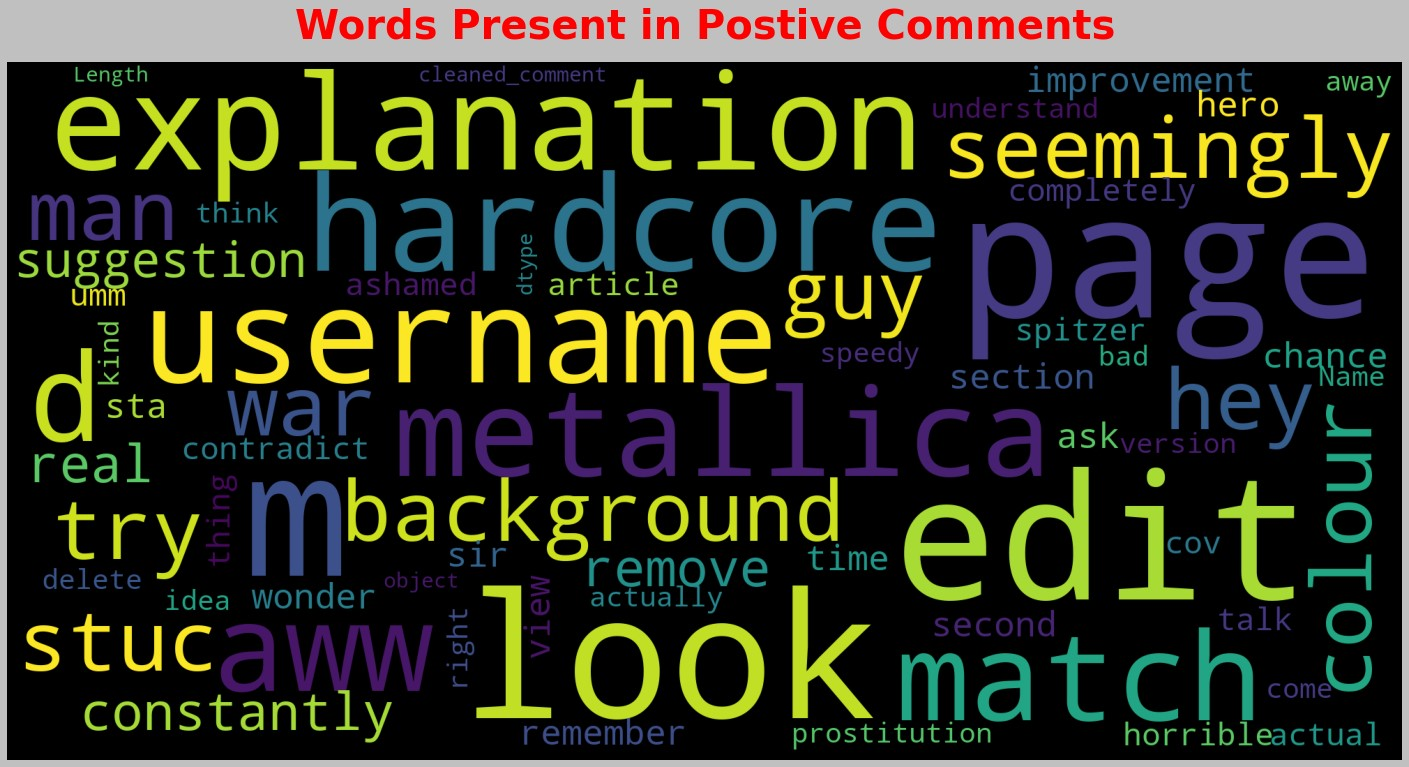 Words Present in Postive Comments
Length
cleaned_comment
improvement
away
explanation
understand
hero
seemingly
man
think
hardcore
completely
page
suggestion
dtype
ashamed
article
guy
umm
kind
username
speedy
spitzer
bad
chance
Name
d
sta
war
metallica
section
hey
ask
version
real
contradict
colour
try
thing
m
background
edit
cov
sir
remove
time
delete
object
idea
wonder
actually
view
stuc
aww
right
look
second
talk
match
come
constantly
remember
prostitution
horrible
actual